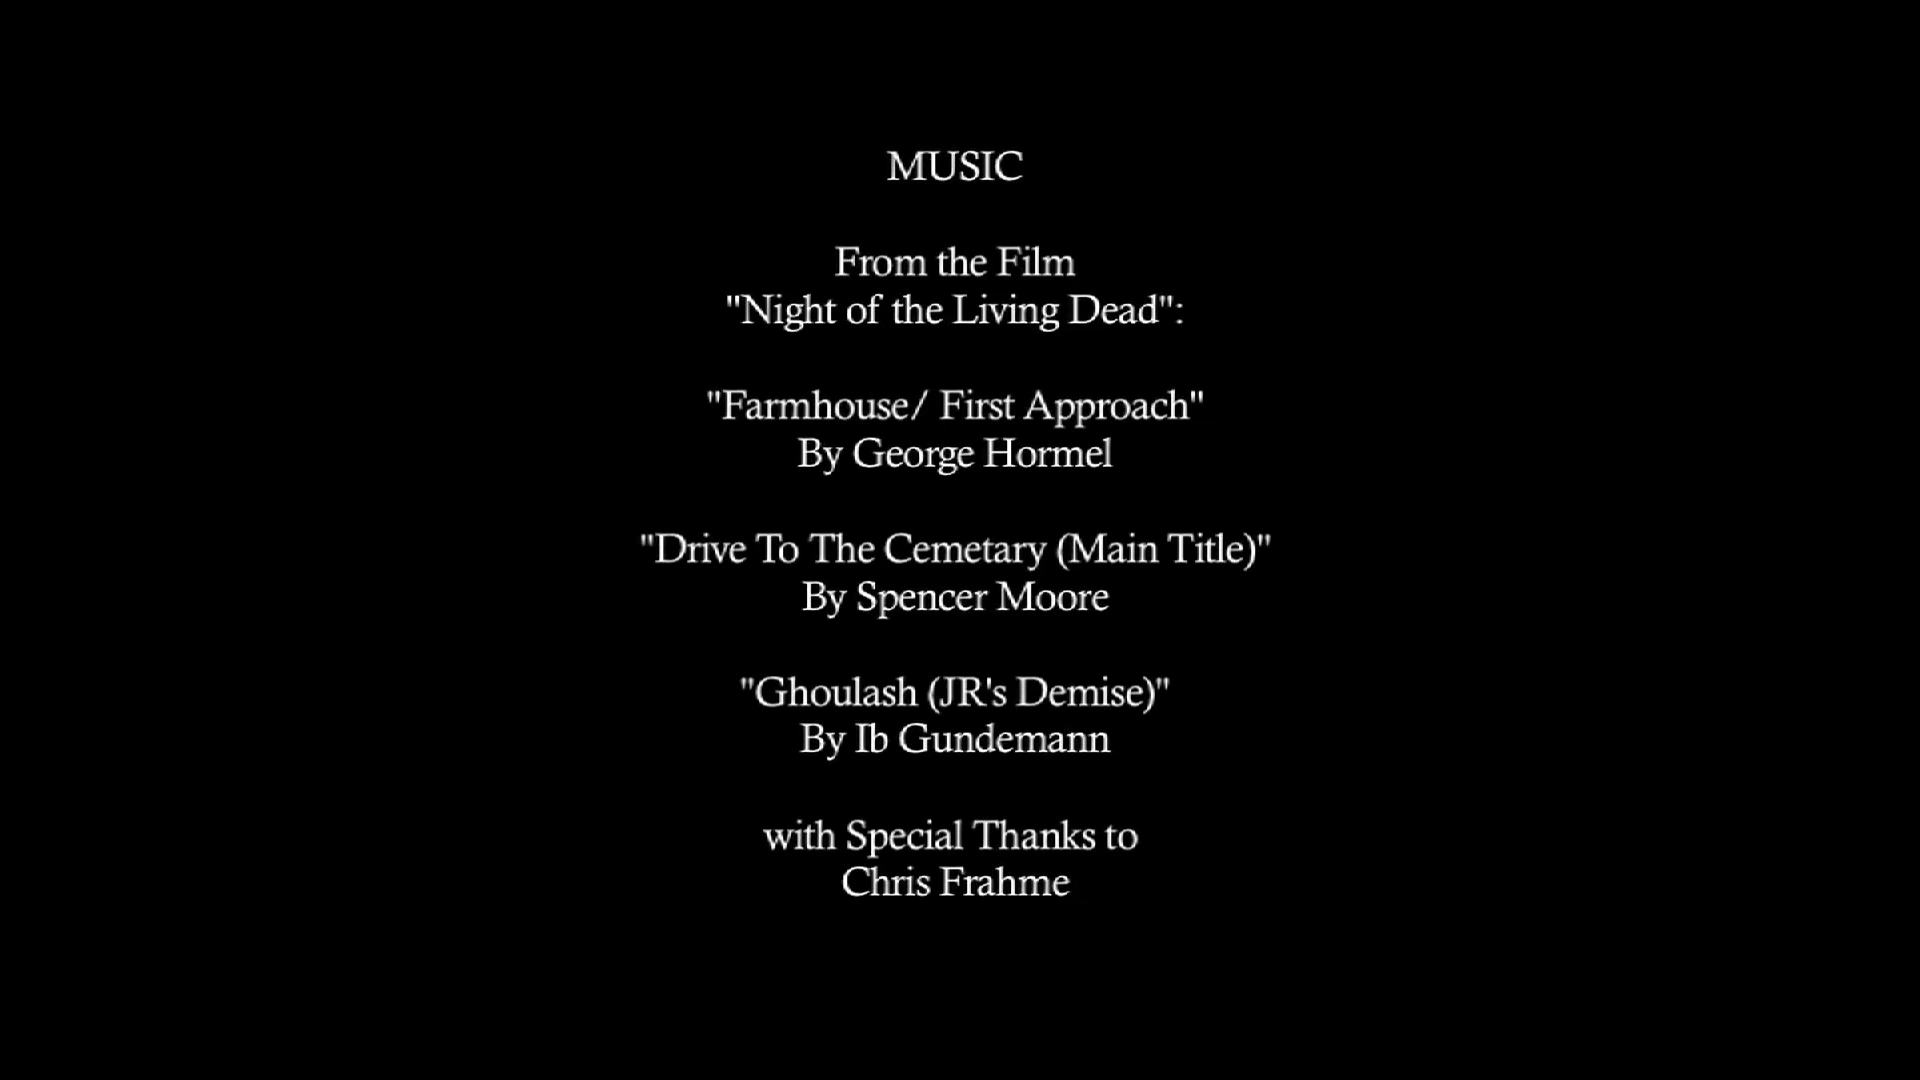 MUSIC
From the Film
"Night of the Living Dead":
"Farmhouse/ First Approach"
By George Hormel
"Drive To The Cemetary (Main Title)"
By Spencer Moore
"Ghoulash (JR's Demise)"
By Ib Gundemann
with Special Thanks to
Chris Frahme